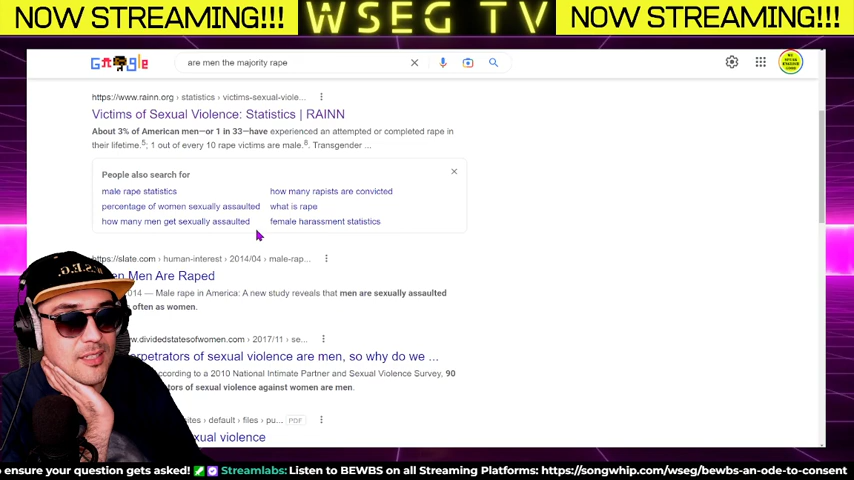 NOW STREAMING!!! WSEG TV NOW STREAMING!!!
are men the majority rape
https://www.rainn.org › statistics › victims-sexual-viole...
Victims of Sexual Violence: Statistics | RAINN
About 3% of American men—or 1 in 33—have experienced an attempted or completed rape in
their lifetime.5; 1 out of every 10 rape victims are male.8. Transgender ...
People also search for
male rape statistics
how many rapists are convicted
percentage of women sexually assaulted
what is rape
how many men get sexually assaulted
female harassment statistics
https://slate.com › human-interest › 2014/04 › male-rap...
en Men Are Raped
2014 — Male rape in America: A new study reveals that men are sexually assaulted
often as women.
w.dividedstatesofwomen.com › 2017/11 › se...
erpetrators of sexual violence are men, so why do we ...
ccording to a 2010 National Intimate Partner and Sexual Violence Survey, 90
tors of sexual violence against women are men.
sites › default › files › pu... PDF
xual violence
W.S.E.G.
o ensure your question gets asked! Streamlabs: Listen to BEWBS on all Streaming Platforms: https://songwhip.com/wseg/bewbs-an-ode-to-consent